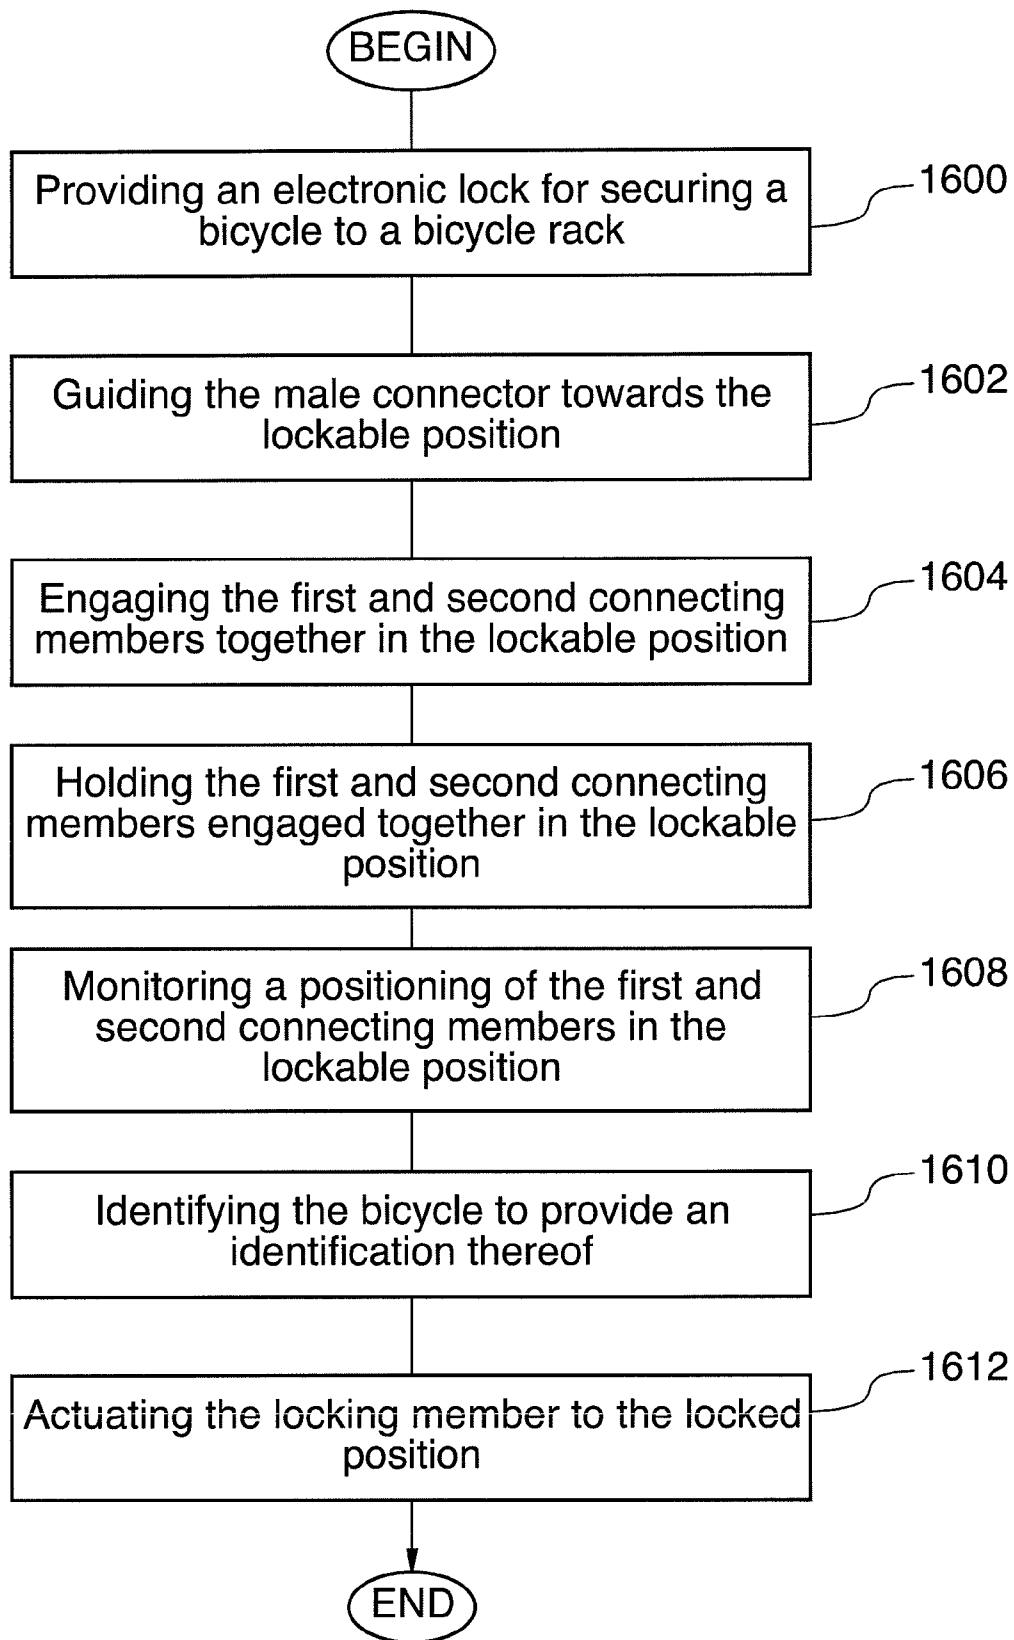 BEGIN
Providing an electronic lock for securing a
bicycle to a bicycle rack
1600
Guiding the male connector towards the
lockable position
1602
Engaging the first and second connecting
members together in the lockable position
1604
Holding the first and second connecting
members engaged together in the lockable
position
1606
Monitoring a positioning of the first and
second connecting members in the
lockable position
1608
Identifying the bicycle to provide an
identification thereof
1610
Actuating the locking member to the locked
position
1612
END